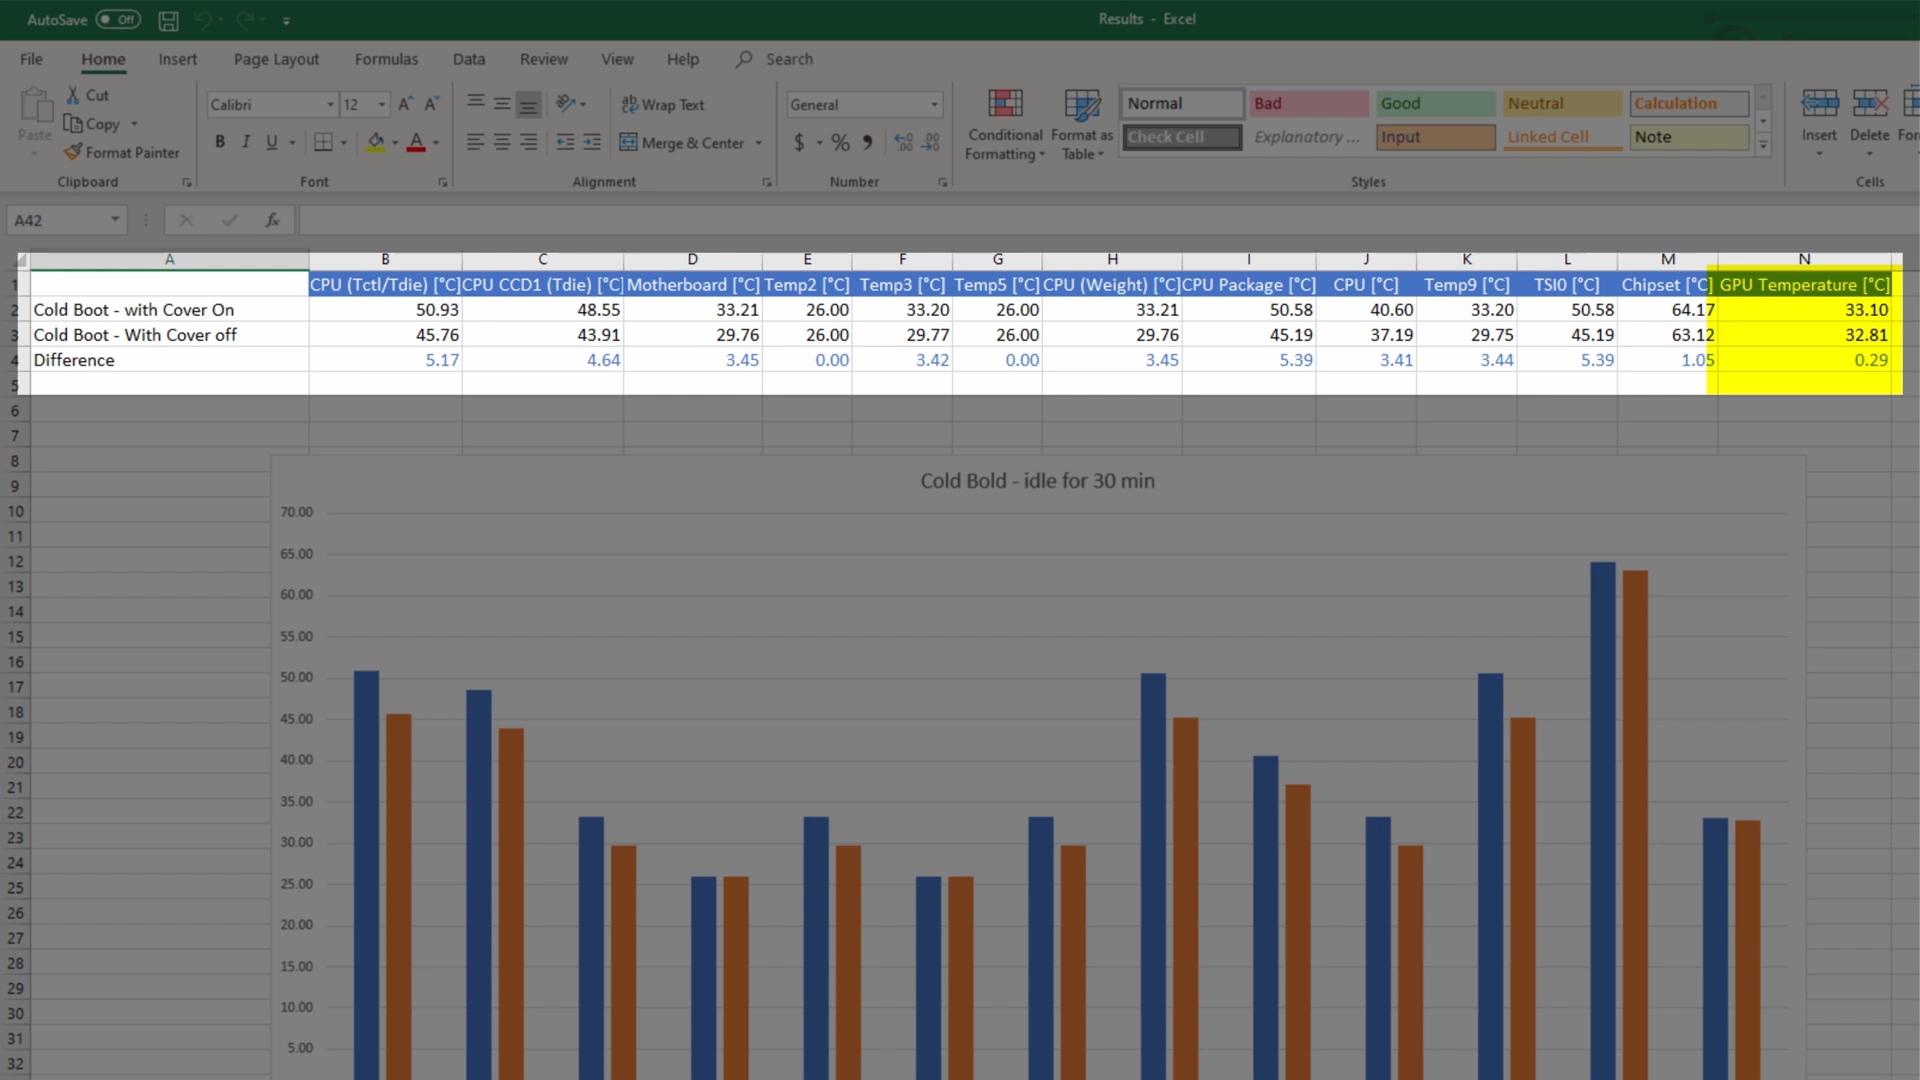 AutoSave Off Results - Excel
File Home Insert Page Layout Formulas Data Review View Help Search
Paste Cut Copy Format Painter
Calibri 12
B I U
Wrap Text
Merge & Center
General
$ % ,
Conditional Formatting Format as Table
Normal Bad Good Neutral Calculation
Check Cell Explanatory ... Input Linked Cell Note
Insert Delete
Clipboard Font Alignment Number Styles Cells
A42 fx
A B C D E F G H I J K L M N
1 CPU (Tctl/Tdie) [°C] CPU CCD1 (Tdie) [°C] Motherboard [°C] Temp2 [°C] Temp3 [°C] Temp5 [°C] CPU (Weight) [°C] CPU Package [°C] CPU [°C] Temp9 [°C] TSI0 [°C] Chipset [°C] GPU Temperature [°C]
2 Cold Boot - with Cover On 50.93 48.55 33.21 26.00 33.20 26.00 33.21 50.58 40.60 33.20 50.58 64.17 33.10
3 Cold Boot - With Cover off 45.76 43.91 29.76 26.00 29.77 26.00 29.76 45.19 37.19 29.75 45.19 63.12 32.81
4 Difference 5.17 4.64 3.45 0.00 3.42 0.00 3.45 5.39 3.41 3.44 5.39 1.05 0.29
5
6
7
8
9
10
11
12
13
14
15
16
17
18
19
20
21
22
23
24
25
26
27
28
29
30
31
32
Cold Bold - idle for 30 min
70.00
65.00
60.00
55.00
50.00
45.00
40.00
35.00
30.00
25.00
20.00
15.00
10.00
5.00